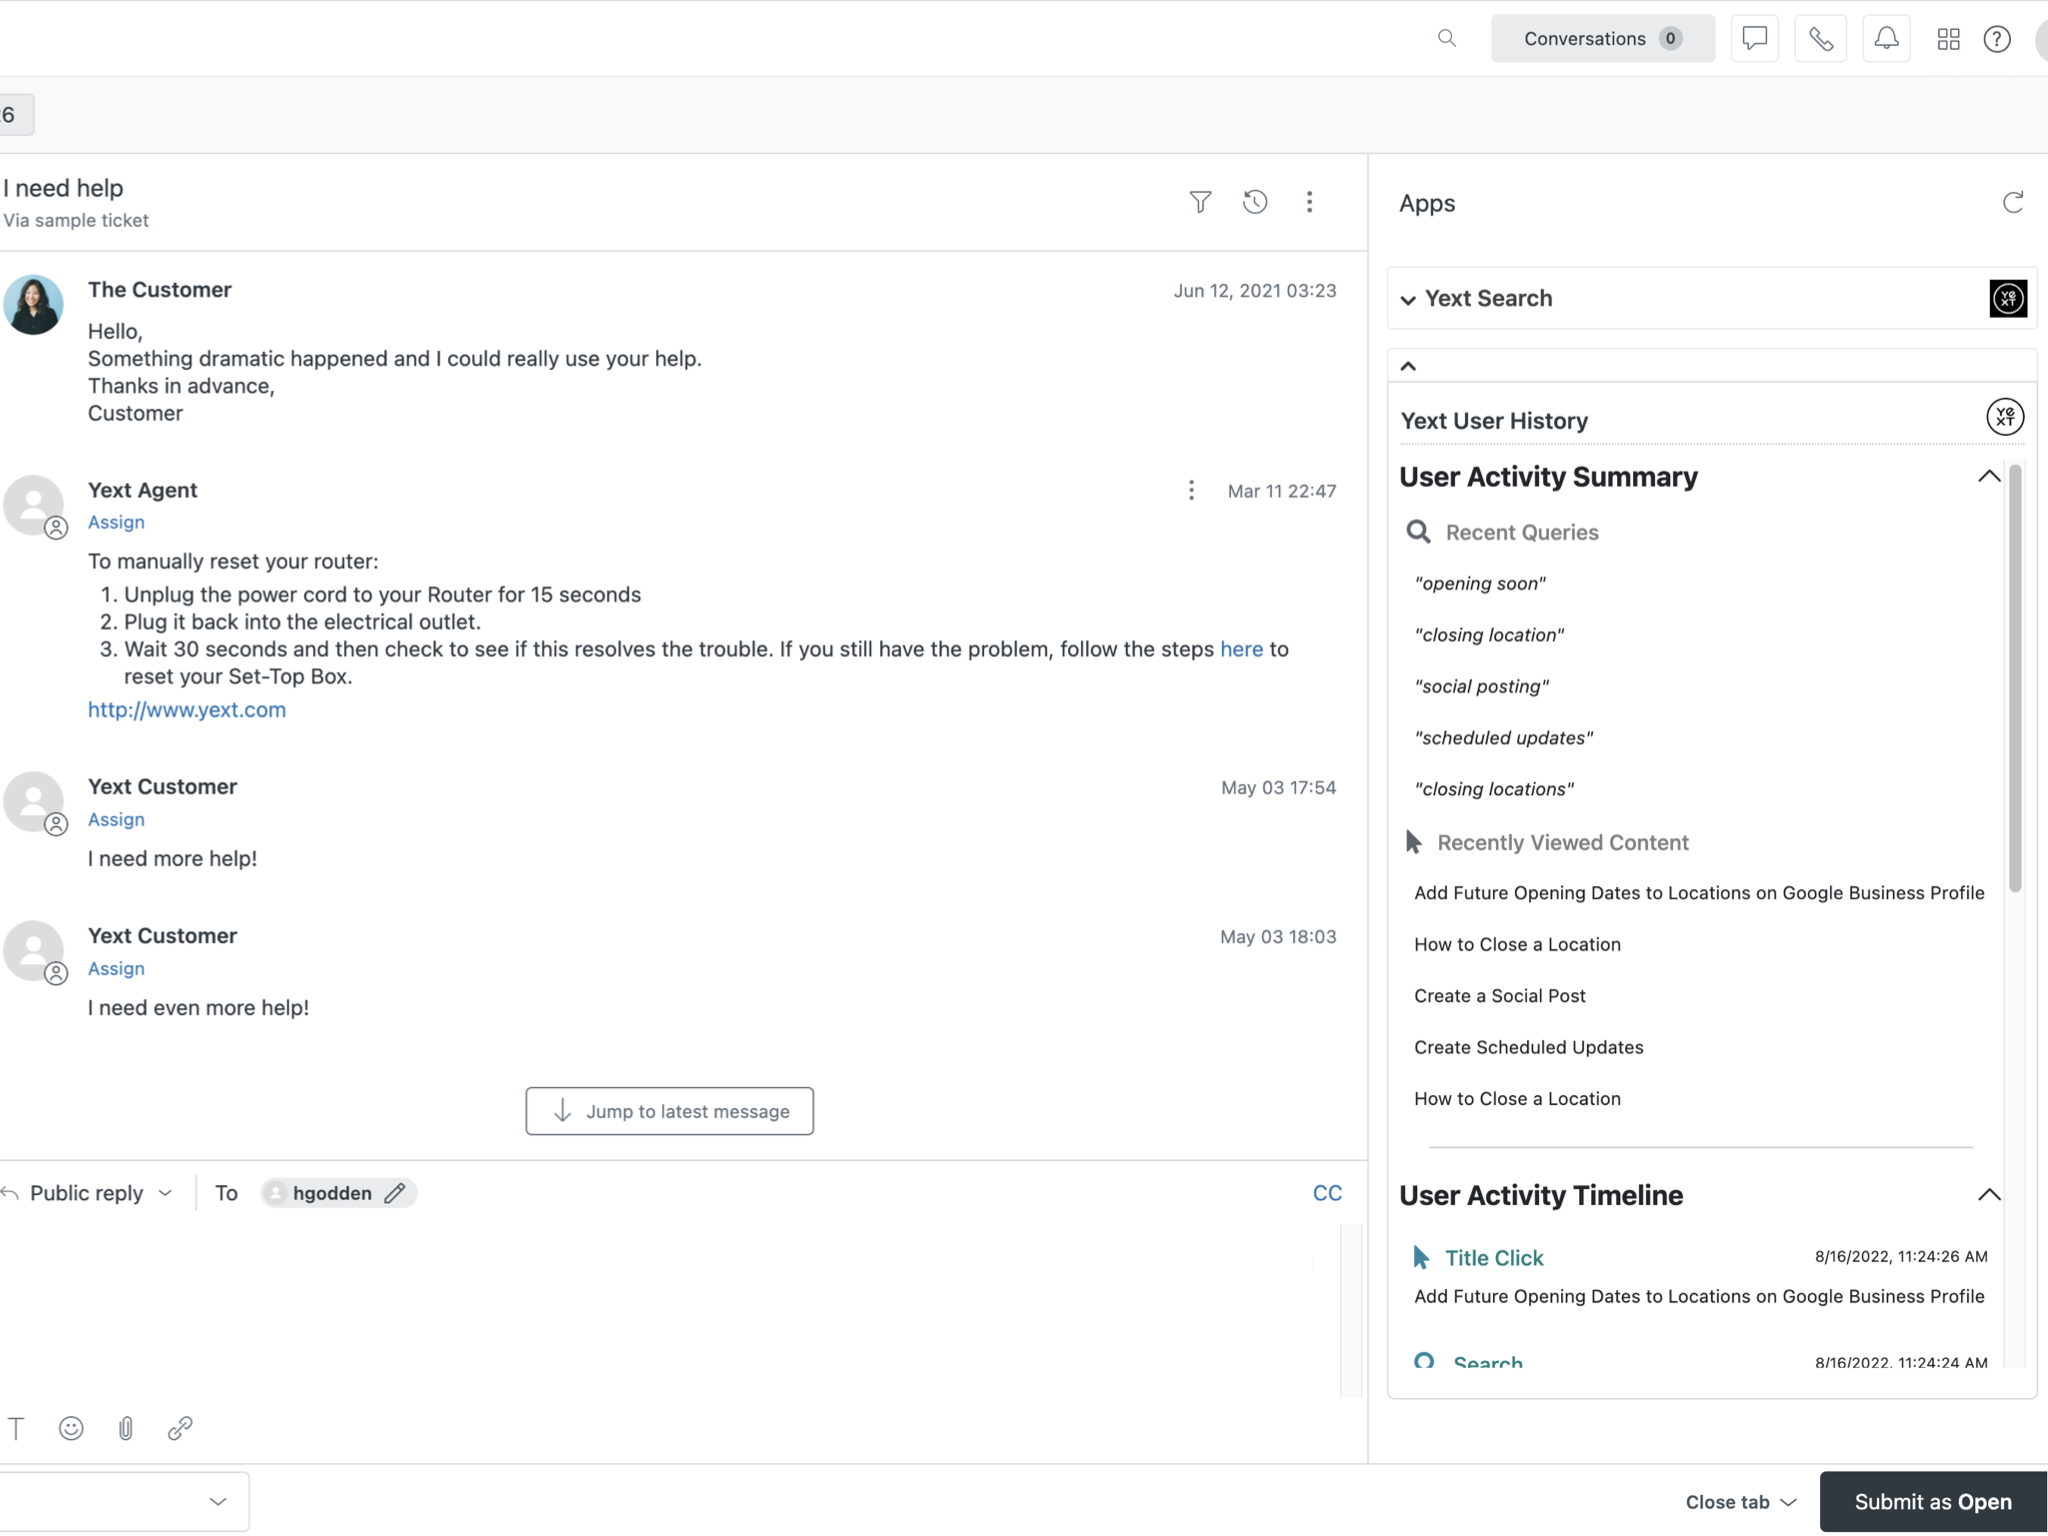 Conversations 0
26
I need help
Via sample ticket
The Customer
Jun 12, 2021 03:23
Hello,
Something dramatic happened and I could really use your help.
Thanks in advance,
Customer
Yext Agent
Mar 11 22:47
Assign
To manually reset your router:
1. Unplug the power cord to your Router for 15 seconds
2. Plug it back into the electrical outlet.
3. Wait 30 seconds and then check to see if this resolves the trouble. If you still have the problem, follow the steps here to
reset your Set-Top Box.
http://www.yext.com
Yext Customer
May 03 17:54
Assign
I need more help!
Yext Customer
May 03 18:03
Assign
I need even more help!
Jump to latest message
Public reply
To
hgodden
CC
T
Apps
Yext Search
yext
Yext User History
yext
User Activity Summary
Recent Queries
"opening soon"
"closing location"
"social posting"
"scheduled updates"
"closing locations"
Recently Viewed Content
Add Future Opening Dates to Locations on Google Business Profile
How to Close a Location
Create a Social Post
Create Scheduled Updates
How to Close a Location
User Activity Timeline
Title Click
8/16/2022, 11:24:26 AM
Add Future Opening Dates to Locations on Google Business Profile
Search
8/16/2022, 11:24:24 AM
Close tab
Submit as Open